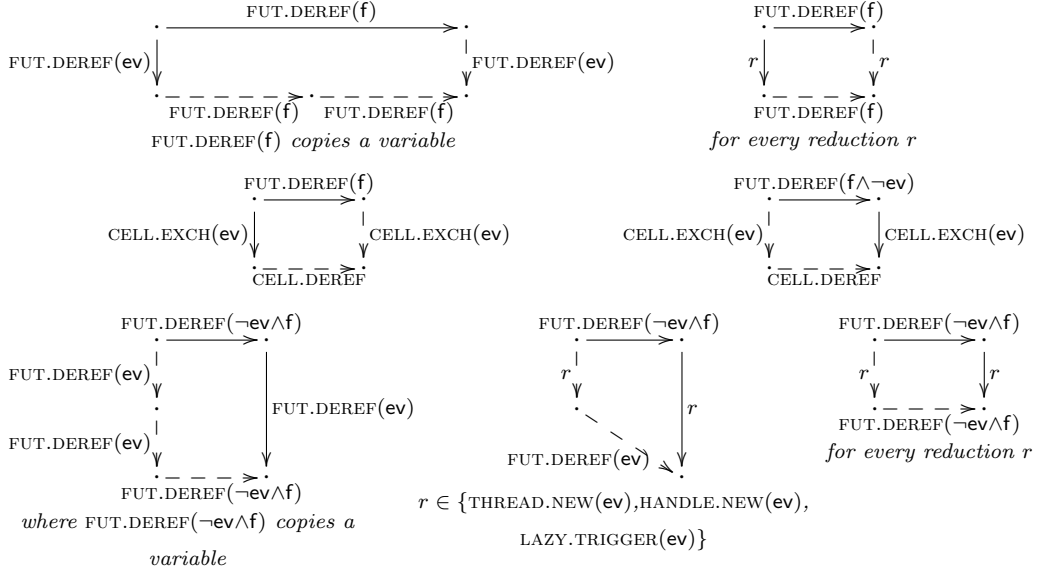 FUT.DEREF(f)
FUT.DEREF(ev)
FUT.DEREF(ev)
FUT.DEREF(f) FUT.DEREF(f)
FUT.DEREF(f) copies a variable
FUT.DEREF(f)
r
r
FUT.DEREF(f)
for every reduction r
FUT.DEREF(f)
CELL.EXCH(ev)
CELL.EXCH(ev)
CELL.DEREF
FUT.DEREF(f∧¬ev)
CELL.EXCH(ev)
CELL.EXCH(ev)
CELL.DEREF
FUT.DEREF(¬ev∧f)
FUT.DEREF(ev)
FUT.DEREF(ev)
FUT.DEREF(ev)
FUT.DEREF(¬ev∧f)
where FUT.DEREF(¬ev∧f) copies a
variable
FUT.DEREF(¬ev∧f)
r
r
FUT.DEREF(ev)
r ∈ {THREAD.NEW(ev),HANDLE.NEW(ev),
LAZY.TRIGGER(ev)}
FUT.DEREF(¬ev∧f)
r
r
FUT.DEREF(¬ev∧f)
for every reduction r